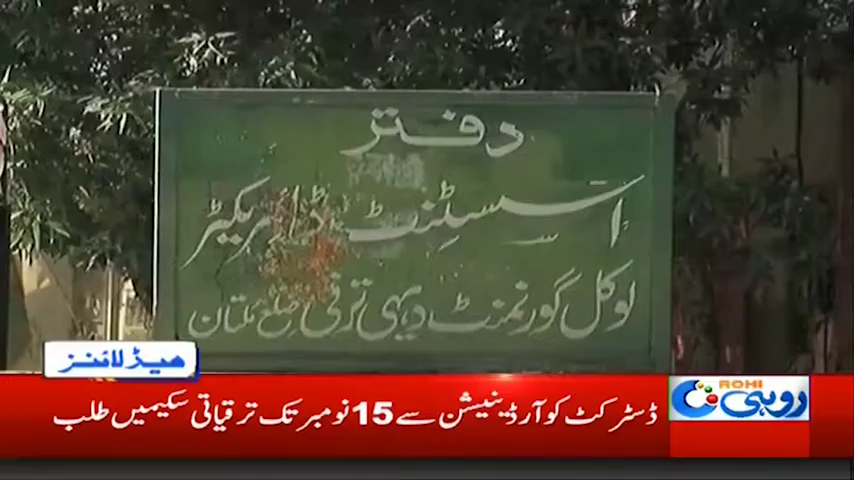 دفتر
اسسٹنٹ ڈائریکٹر
لوکل گورنمنٹ دیہی ترقی ضلع ملتان
ھیڈ لائنز
ڈسٹرکٹ کوآرڈینیشن سے 15 نومبر تک ترقیاتی سکیمیں طلب
ROHI
روہی